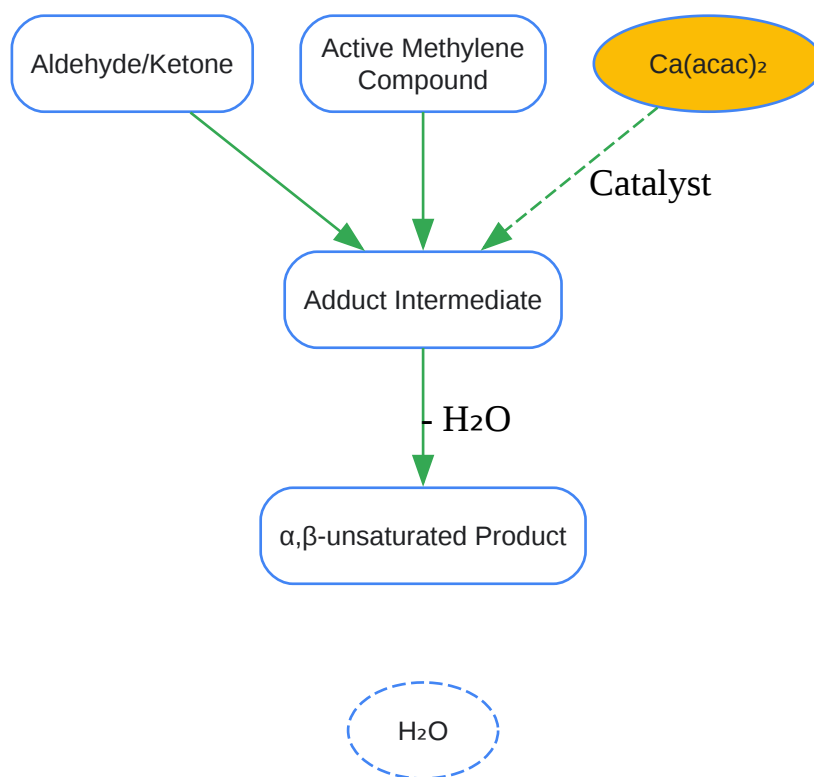 Aldehyde/Ketone
Active Methylene
Compound
Ca(acac)₂
Catalyst
Adduct Intermediate
- H₂O
α,β-unsaturated Product
H₂O